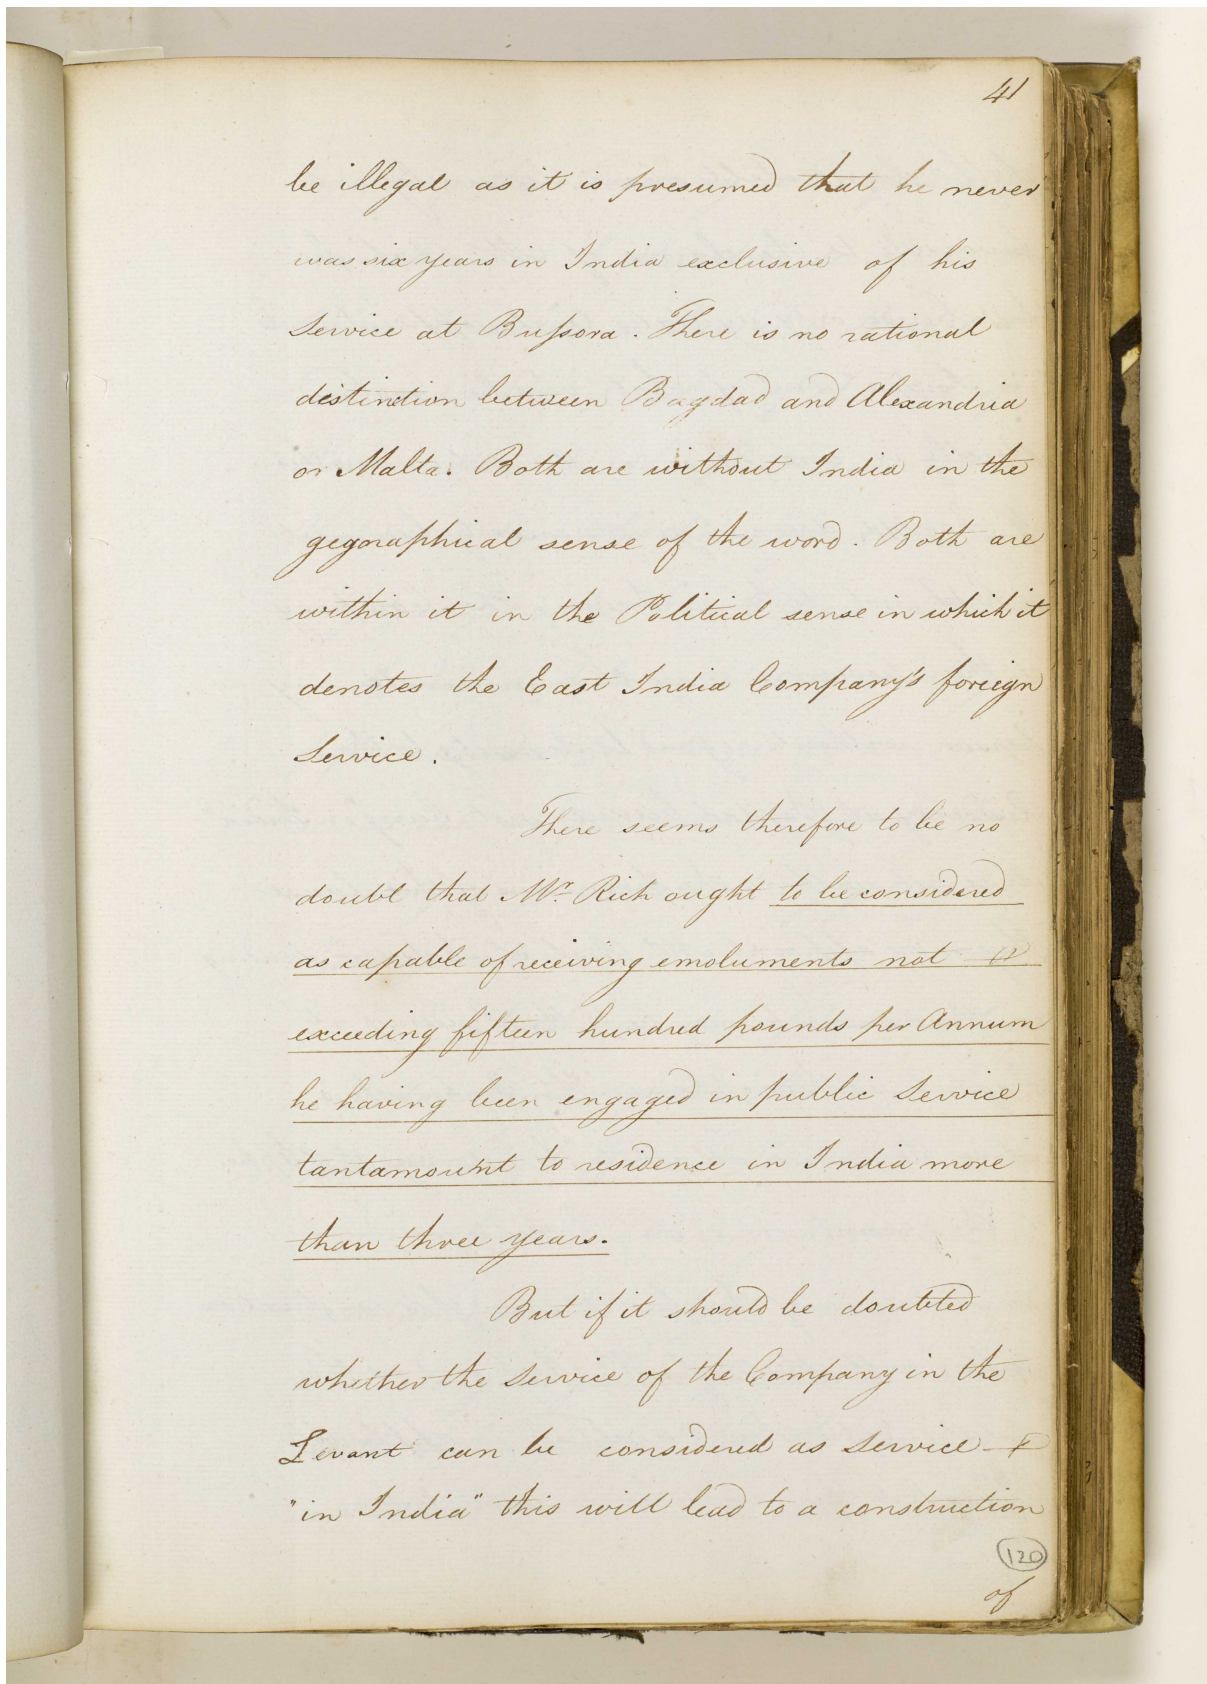 41
be illegal as it is presumed that he never
was six years in India exclusive of his
Service at Bussora. There is no rational
distinction between Bagdad and Alexandria
or Malta. Both are without India in the
gegoraphical sense of the word. Both are
within it in the Political sense in which it
denotes the East India Company's foreign
Service.
There seems therefore to be no
doubt that Mr. Rich ought to be considered
as capable of receiving emoluments not
exceeding fifteen hundred pounds per Annum
he having been engaged in public Service
tantamount to residence in India more
than three years.
But if it should be doubted
whether the Service of the Company in the
Levant can be considered as Service
"in India" this will lead to a construction
120
of